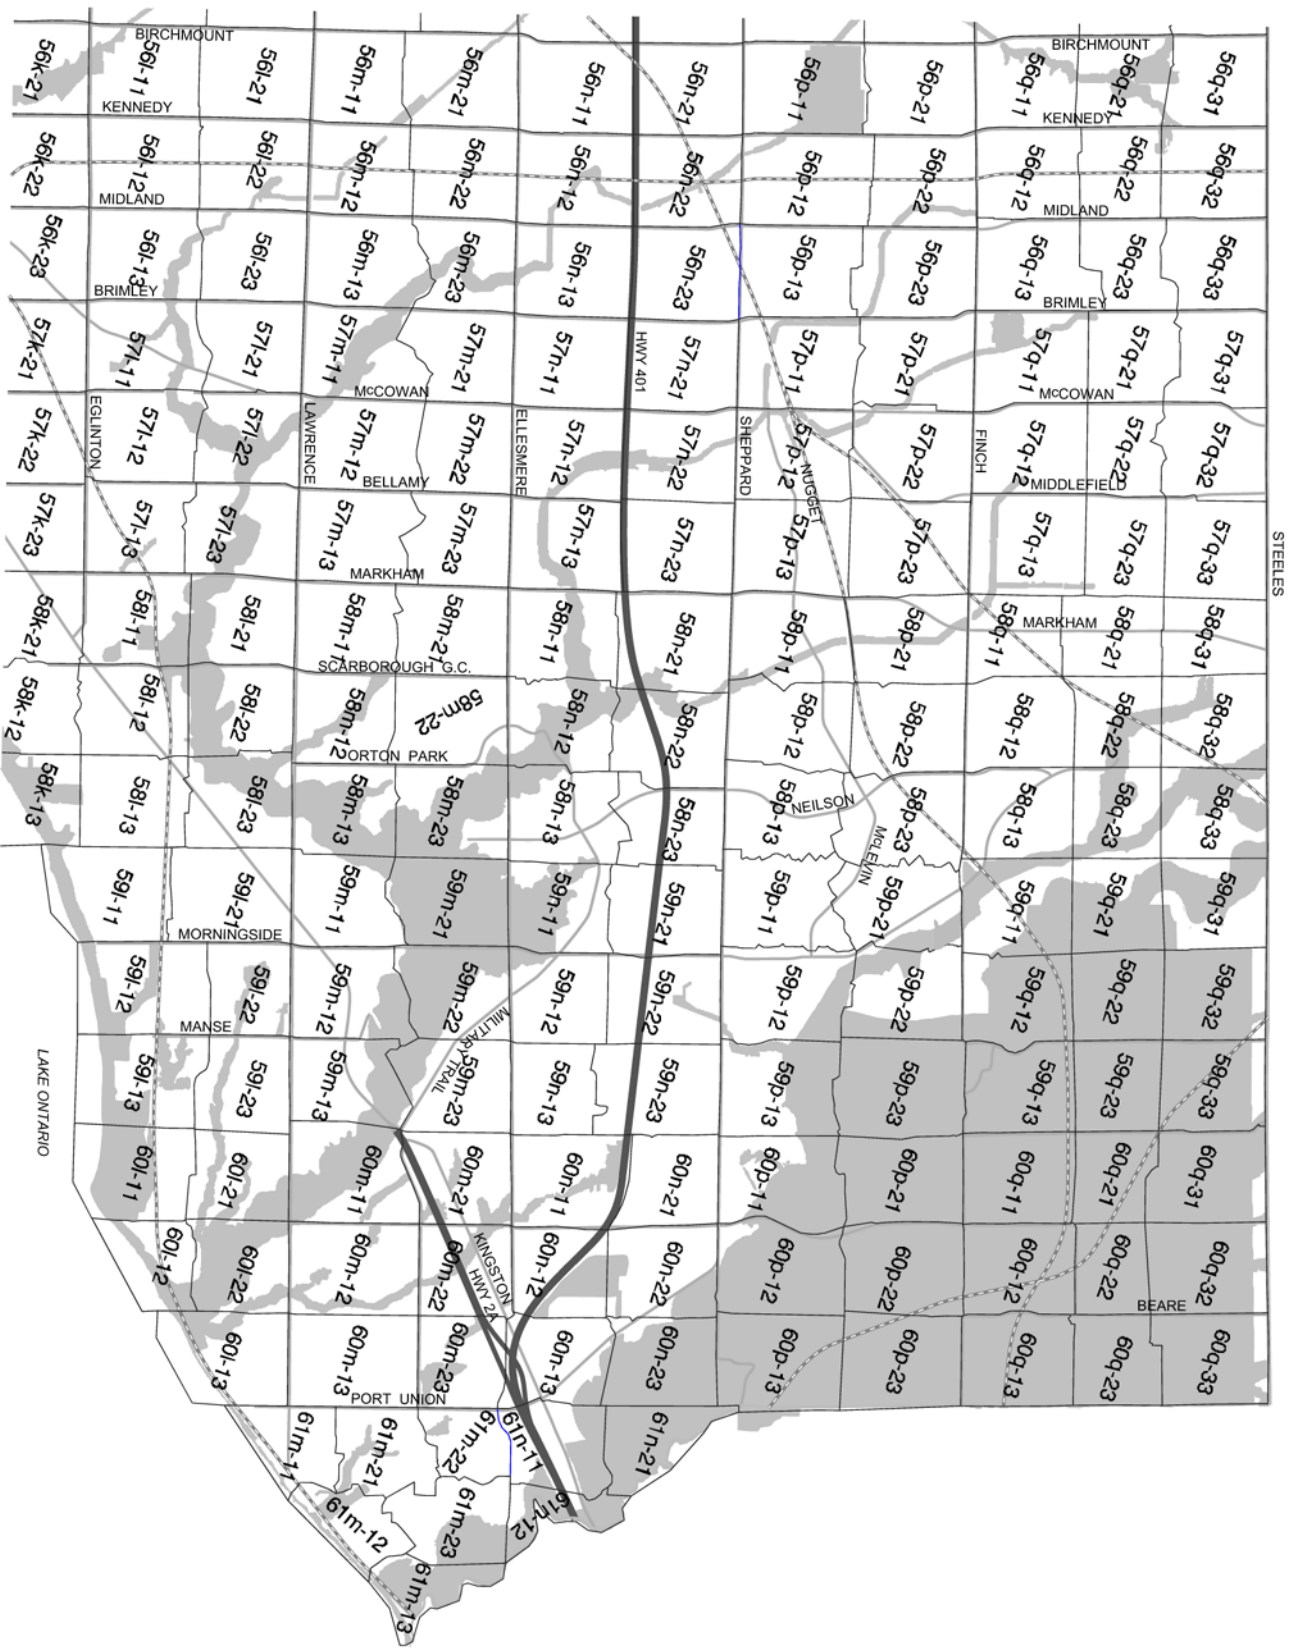 BIRCHMOUNT
BIRCHMOUNT
56k-21
56l-11
56l-21
56m-11
56m-21
56n-11
56n-21
56p-11
56p-21
56q-11
56q-21
56q-31
KENNEDY
KENNEDY
56k-22
56l-12
56l-22
56m-12
56m-22
56n-12
56n-22
56p-12
56p-22
56q-12
56q-22
56q-32
MIDLAND
MIDLAND
56k-23
56l-13
56l-23
56m-13
56m-23
56n-13
56n-23
56p-13
56p-23
56q-13
56q-23
56q-33
BRIMLEY
BRIMLEY
57k-21
57l-11
57l-21
57m-11
57m-21
57n-11
HWY 401
57n-21
57p-11
57p-21
57q-11
57q-21
57q-31
McCOWAN
McCOWAN
57k-22
EGLINTON
57l-12
57l-22
LAWRENCE
57m-12
57m-22
ELLESMERE
57n-12
57n-22
SHEPPARD
57p-12
NUGGET
57p-22
FINCH
57q-12
57q-22
57q-32
BELLAMY
MIDDLEFIELD
57k-23
57l-13
57l-23
57m-13
57m-23
57n-13
57n-23
57p-13
57p-23
57q-13
57q-23
57q-33
STEELES
MARKHAM
MARKHAM
58k-21
58l-11
58l-21
58m-11
58m-21
58n-11
58n-21
58p-11
58p-21
58q-11
58q-21
58q-31
SCARBOROUGH G.C.
58k-12
58l-12
58l-22
58m-12
58m-22
58n-12
58n-22
58p-12
58p-22
58q-12
58q-22
58q-32
ORTON PARK
58k-13
58l-13
58l-23
58m-13
58m-23
58n-13
58n-23
58p-13
NEILSON
58p-23
58q-13
58q-23
58q-33
McLEVIN
59l-11
59l-21
59m-11
59m-21
59n-11
59n-21
59p-11
59p-21
59q-11
59q-21
59q-31
MORNINGSIDE
59l-12
59l-22
59m-12
59m-22
59n-12
59n-22
59p-12
59p-22
59q-12
59q-22
59q-32
MANSE
MILITARY TRAIL
LAKE ONTARIO
59l-13
59l-23
59m-13
59m-23
59n-13
59n-23
59p-13
59p-23
59q-13
59q-23
59q-33
60l-11
60l-21
60m-11
60m-21
60n-11
60n-21
60p-11
60p-21
60q-11
60q-21
60q-31
60l-12
60l-22
60m-12
60m-22
KINGSTON
HWY 2A
60n-12
60n-22
60p-12
60p-22
60q-12
60q-22
60q-32
BEARE
60l-13
60m-13
60m-23
60n-13
60n-23
60p-13
60p-23
60q-13
60q-23
60q-33
PORT UNION
61m-11
61m-21
61m-22
61n-11
61n-21
61m-12
61m-23
61n-12
61m-13